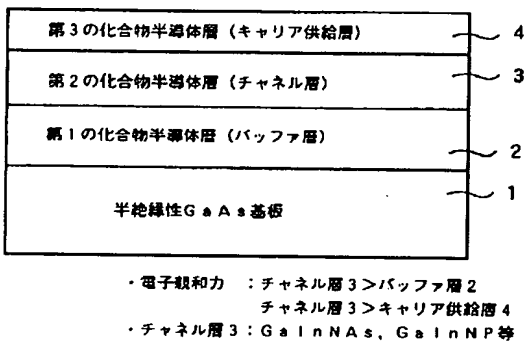 第3の化合物半導体層（キャリア供給層） 4
第2の化合物半導体層（チャネル層） 3
第1の化合物半導体層（バッファ層） 2
半絶縁性GaAs基板 1
・電子親和力 ：チャネル層3＞バッファ層2
チャネル層3＞キャリア供給層4
・チャネル層3：GaInNAs，GaInNP等